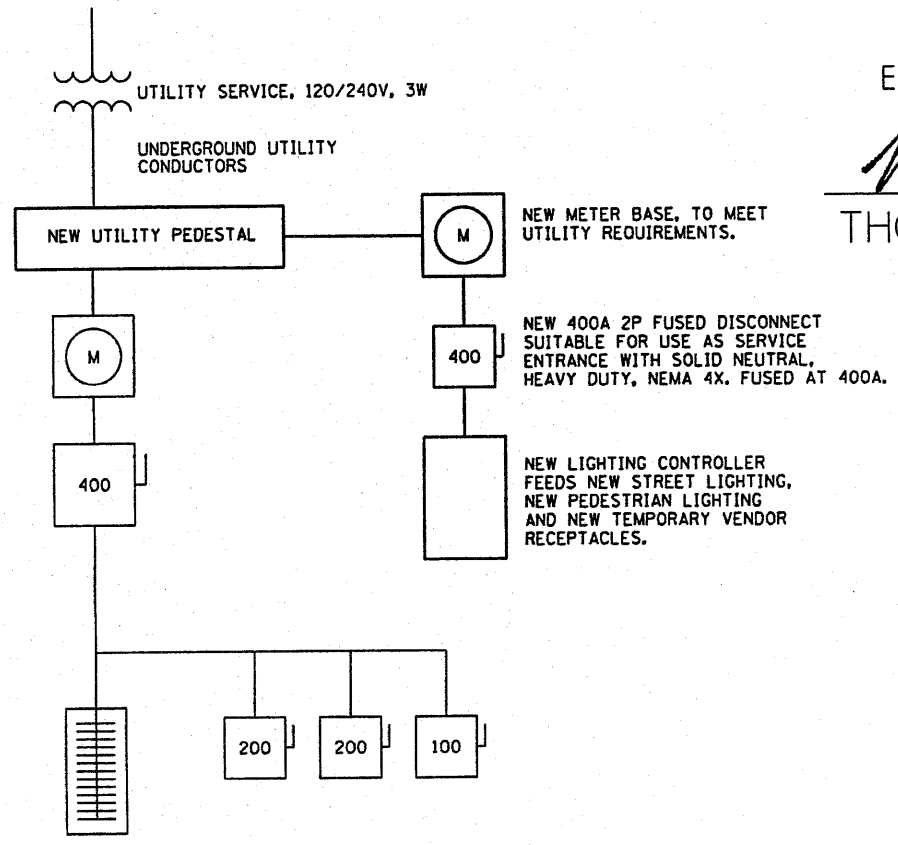 UTILITY SERVICE, 120/240V, 3W
E
UNDERGROUND UTILITY
CONDUCTORS
NEW UTILITY PEDESTAL
M
NEW METER BASE, TO MEET
UTILITY REQUIREMENTS.
THO
M
400
NEW 400A 2P FUSED DISCONNECT
SUITABLE FOR USE AS SERVICE
ENTRANCE WITH SOLID NEUTRAL,
HEAVY DUTY, NEMA 4X. FUSED AT 400A.
400
NEW LIGHTING CONTROLLER
FEEDS NEW STREET LIGHTING,
NEW PEDESTRIAN LIGHTING
AND NEW TEMPORARY VENDOR
RECEPTACLES.
200
200
100